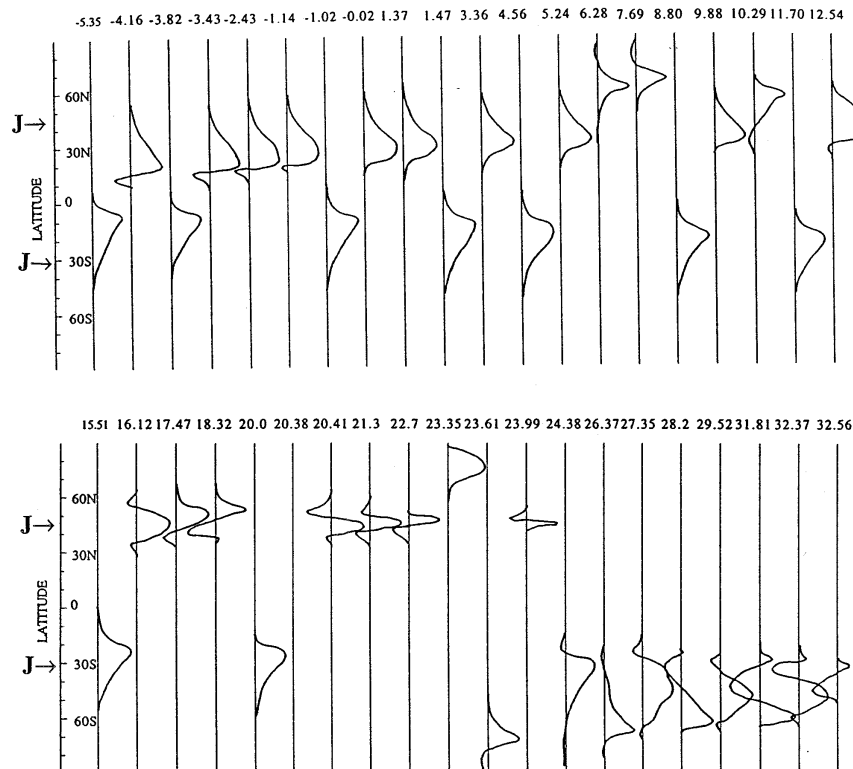 -5.35 -4.16 -3.82 -3.43 -2.43 -1.14 -1.02 -0.02 1.37 1.47 3.36 4.56 5.24 6.28 7.69 8.80 9.88 10.29 11.70 12.54
60N
J→
30N
0
LATITUDE
J→
30S
60S
15.51 16.12 17.47 18.32 20.0 20.38 20.41 21.3 22.7 23.35 23.61 23.99 24.38 26.37 27.35 28.2 29.52 31.81 32.37 32.56
60N
J→
30N
0
LATITUDE
J→
30S
60S